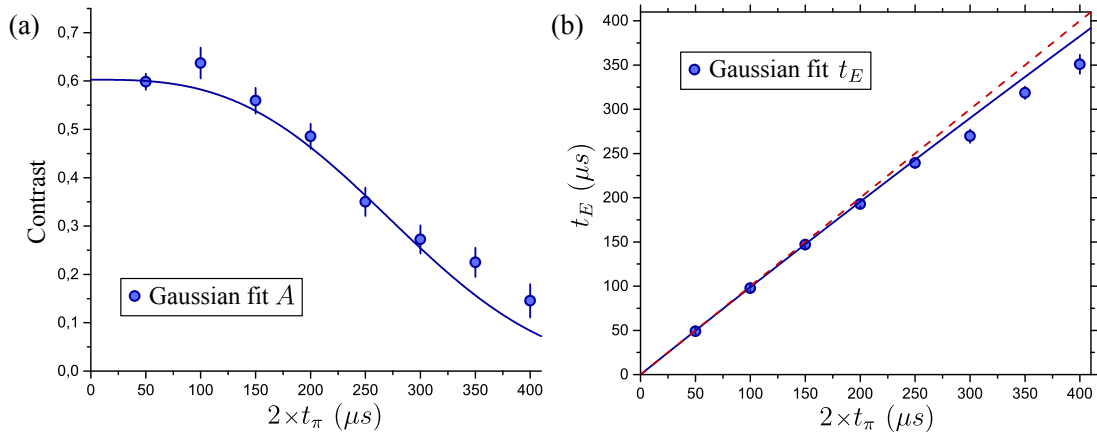 (a)
Contrast
0,7
0,6
0,5
0,4
0,3
0,2
0,1
0,0
Gaussian fit A
0 50 100 150 200 250 300 350 400
2×tπ (μs)
(b)
tE (μs)
400
350
300
250
200
150
100
50
0
Gaussian fit tE
0 50 100 150 200 250 300 350 400
2×tπ (μs)